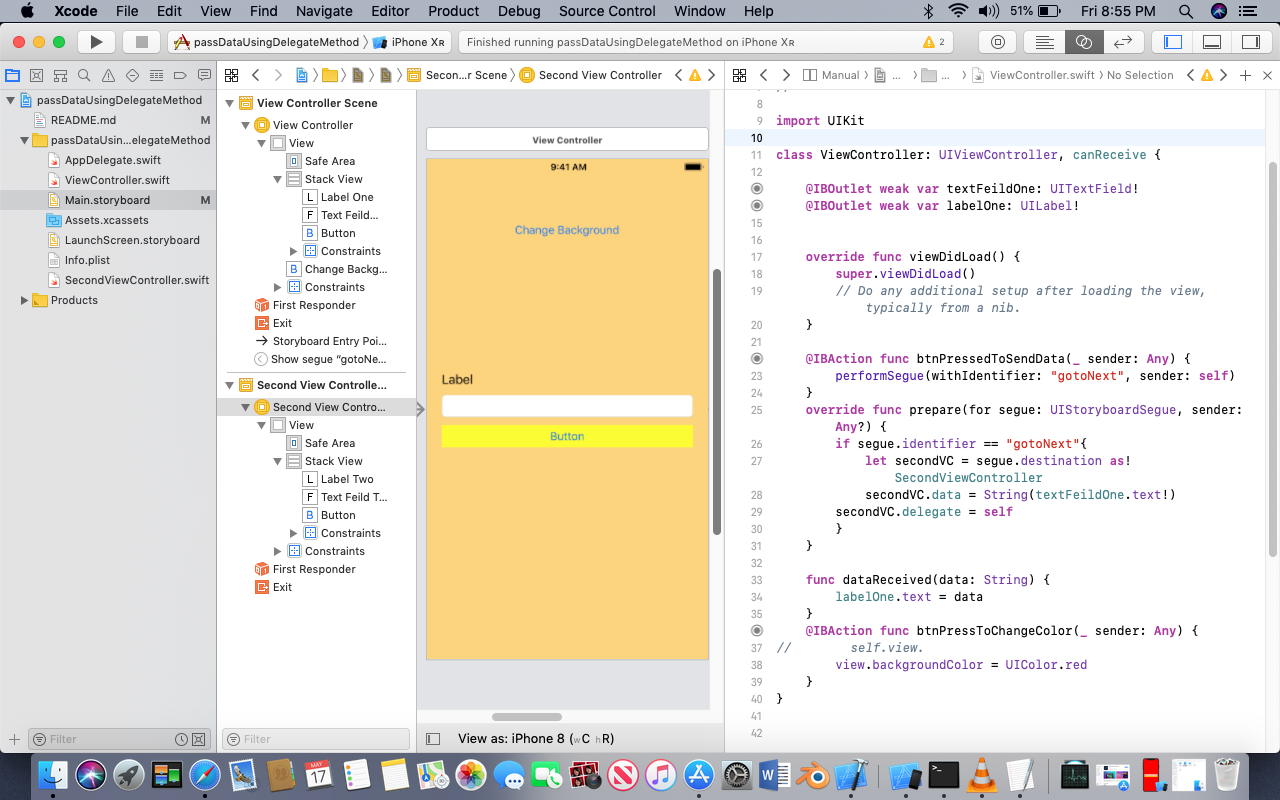 Xcode File Edit View Find Navigate Editor Product Debug Source Control Window Help 51% Fri 8:55 PM
passDataUsingDelegateMethod iPhone XR Finished running passDataUsingDelegateMethod on iPhone XR 2
Secon...r Scene Second View Controller
Manual ... ... ViewController.swift No Selection
passDataUsingDelegateMethod
README.md M
passDataUsin...elegateMethod
AppDelegate.swift
ViewController.swift
Main.storyboard M
Assets.xcassets
LaunchScreen.storyboard
Info.plist
SecondViewController.swift
Products
Filter
View Controller Scene
View Controller
View
Safe Area
Stack View
L Label One
F Text Feild...
B Button
Constraints
B Change Backg...
Constraints
First Responder
Exit
Storyboard Entry Poi...
Show segue “gotoNe...
Second View Controlle...
Second View Contro...
View
Safe Area
Stack View
L Label Two
F Text Feild T...
B Button
Constraints
Constraints
First Responder
Exit
Filter
View Controller
9:41 AM
Change Background
Label
Button
View as: iPhone 8 (wC hR)
8
9 import UIKit
10
11 class ViewController: UIViewController, canReceive {
12
@IBOutlet weak var textFeildOne: UITextField!
@IBOutlet weak var labelOne: UILabel!
15
16
17 override func viewDidLoad() {
18 super.viewDidLoad()
19 // Do any additional setup after loading the view,
typically from a nib.
20 }
21
@IBAction func btnPressedToSendData(_ sender: Any) {
23 performSegue(withIdentifier: "gotoNext", sender: self)
24 }
25 override func prepare(for segue: UIStoryboardSegue, sender:
Any?) {
26 if segue.identifier == "gotoNext"{
27 let secondVC = segue.destination as!
SecondViewController
28 secondVC.data = String(textFeildOne.text!)
29 secondVC.delegate = self
30 }
31 }
32
33 func dataReceived(data: String) {
34 labelOne.text = data
35 }
@IBAction func btnPressToChangeColor(_ sender: Any) {
37 // self.view.
38 view.backgroundColor = UIColor.red
39 }
40 }
41
42
MAY
17